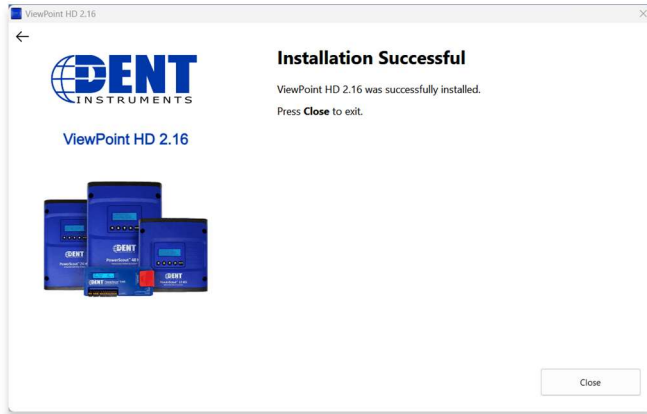 ViewPoint HD 2.16
DENT
INSTRUMENTS
ViewPoint HD 2.16
Installation Successful
ViewPoint HD 2.16 was successfully installed.
Press Close to exit.
DENT
DENT
DENT
DENT
Close